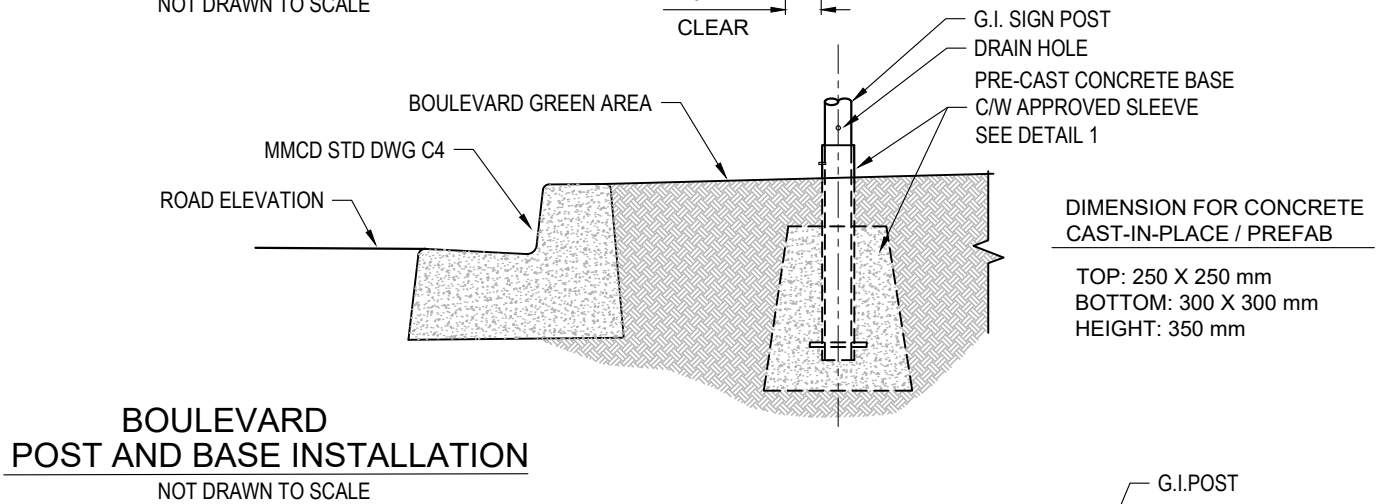 NOT DRAWN TO SCALE
CLEAR
G.I. SIGN POST
DRAIN HOLE
PRE-CAST CONCRETE BASE
C/W APPROVED SLEEVE
SEE DETAIL 1
BOULEVARD GREEN AREA
MMCD STD DWG C4
ROAD ELEVATION
DIMENSION FOR CONCRETE
CAST-IN-PLACE / PREFAB
TOP: 250 X 250 mm
BOTTOM: 300 X 300 mm
HEIGHT: 350 mm
BOULEVARD
POST AND BASE INSTALLATION
NOT DRAWN TO SCALE
G.I.POST